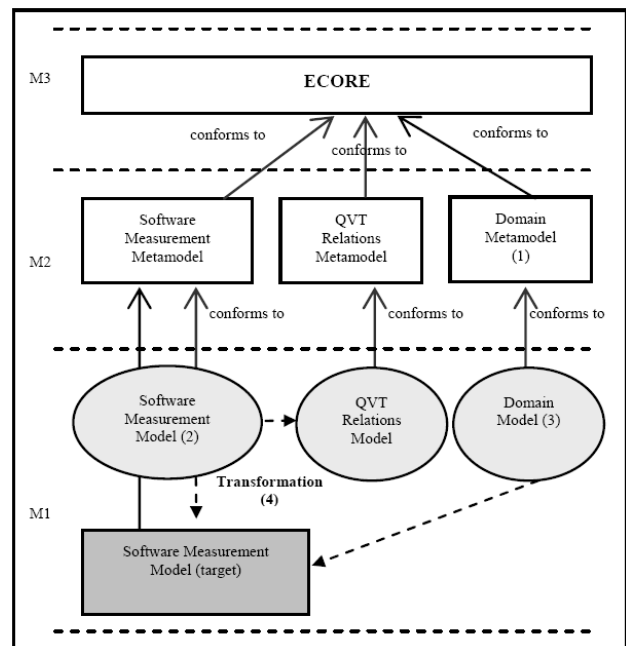 M3
ECORE
conforms to
conforms to
conforms to
M2
Software
Measurement
Metamodel
QVT
Relations
Metamodel
Domain
Metamodel
(1)
conforms to
conforms to
conforms to
M1
Software
Measurement
Model (2)
QVT
Relations
Model
Domain
Model (3)
Transformation
(4)
Software Measurement
Model (target)